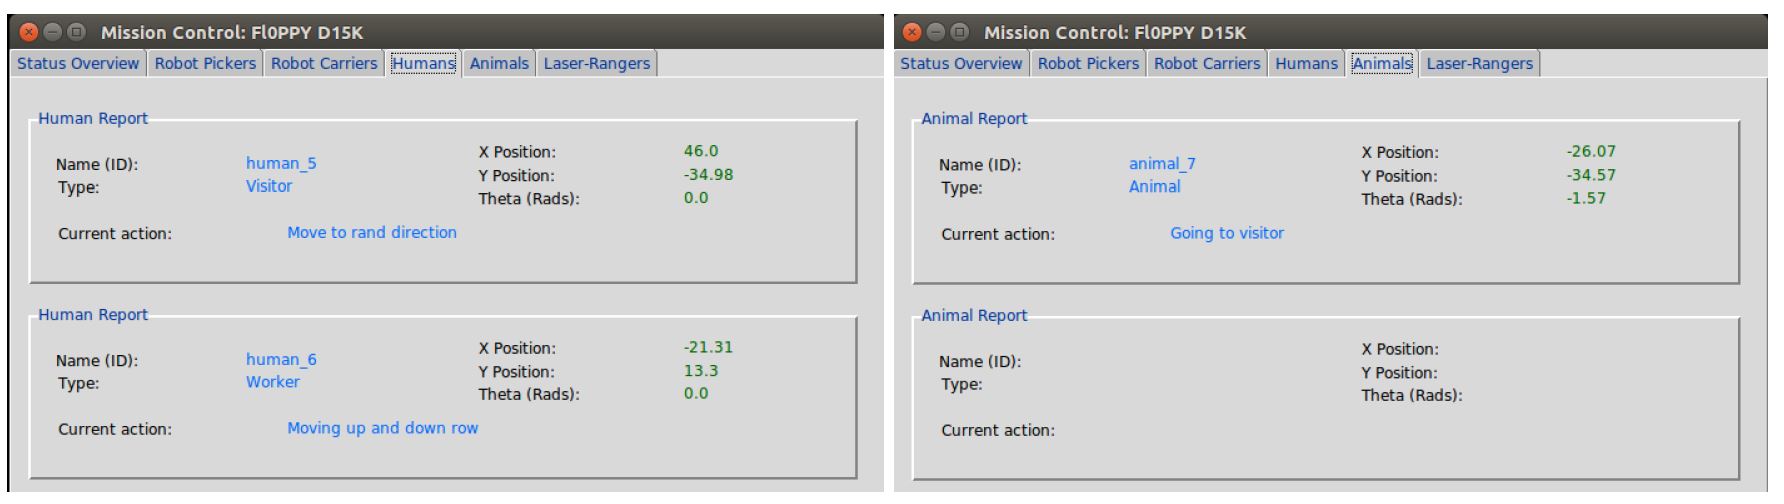 Mission Control: Fl0PPY D15K
Status Overview Robot Pickers Robot Carriers Humans Animals Laser-Rangers
Human Report
Name (ID): human_5
Type: Visitor
X Position: 46.0
Y Position: -34.98
Theta (Rads): 0.0
Current action: Move to rand direction
Human Report
Name (ID): human_6
Type: Worker
X Position: -21.31
Y Position: 13.3
Theta (Rads): 0.0
Current action: Moving up and down row
Mission Control: Fl0PPY D15K
Status Overview Robot Pickers Robot Carriers Humans Animals Laser-Rangers
Animal Report
Name (ID): animal_7
Type: Animal
X Position: -26.07
Y Position: -34.57
Theta (Rads): -1.57
Current action: Going to visitor
Animal Report
Name (ID):
Type:
X Position:
Y Position:
Theta (Rads):
Current action: